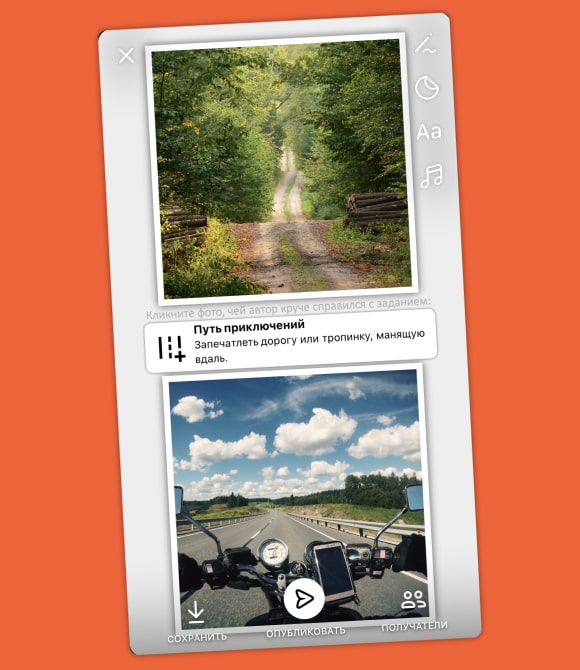 Aa
Кликните фото, чей автор круче справился с заданием:
Путь приключений
Запечатлеть дорогу или тропинку, манящую
вдаль.
СОХРАНИТЬ
ОПУБЛИКОВАТЬ
ПОЛУЧАТЕЛИ